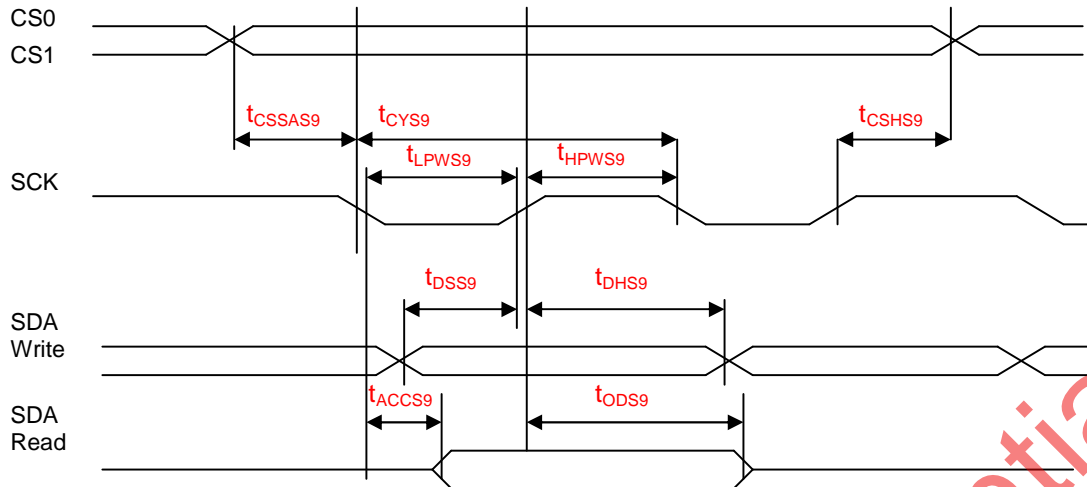 CS0
CS1
tCSSAS9 tCYS9 tCSHS9
tLPWS9 tHPWS9
SCK
tDSS9 tDHS9
SDA
Write
tACCS9 tODS9
SDA
Read